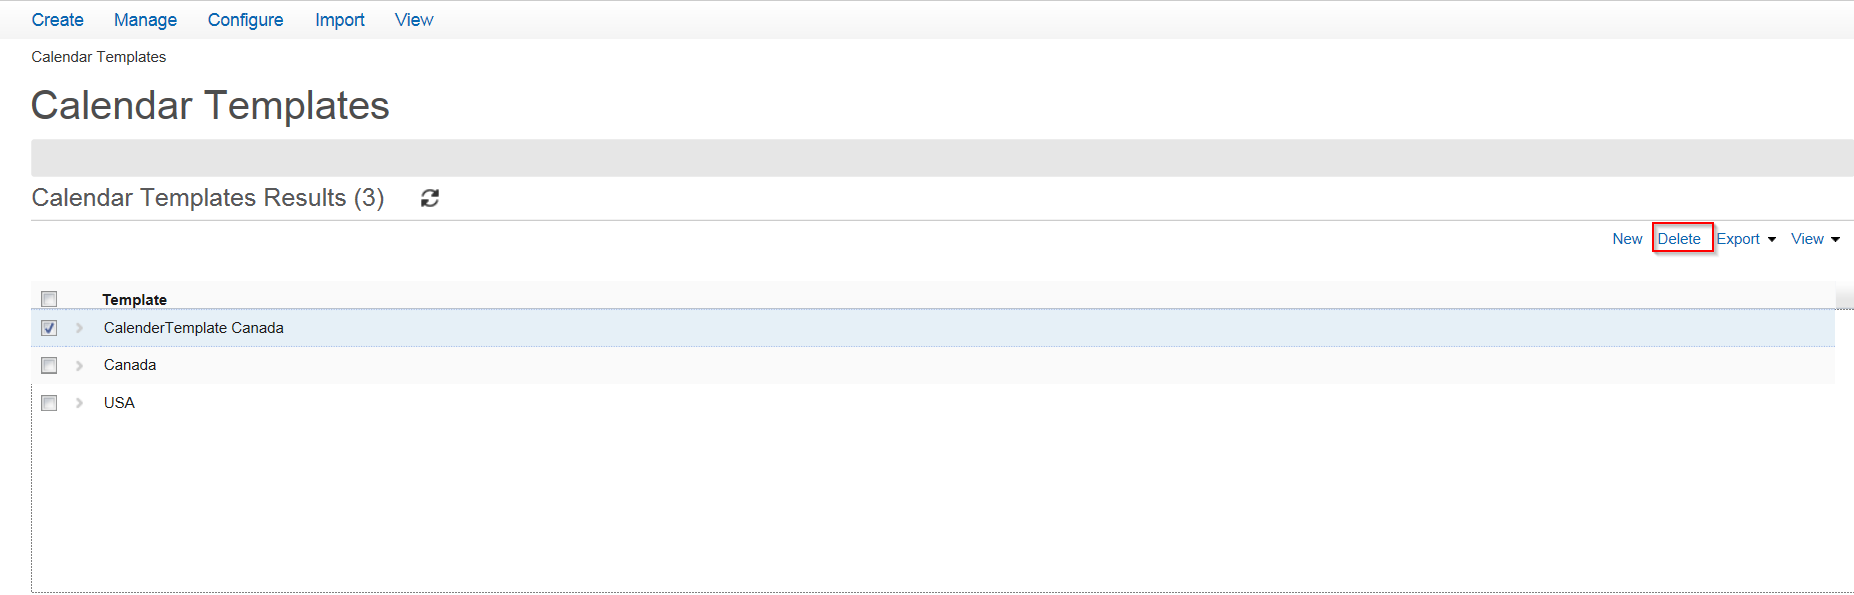 Create Manage Configure Import View
Calendar Templates
Calendar Templates
Calendar Templates Results (3)
New Delete Export View
Template
CalenderTemplate Canada
Canada
USA